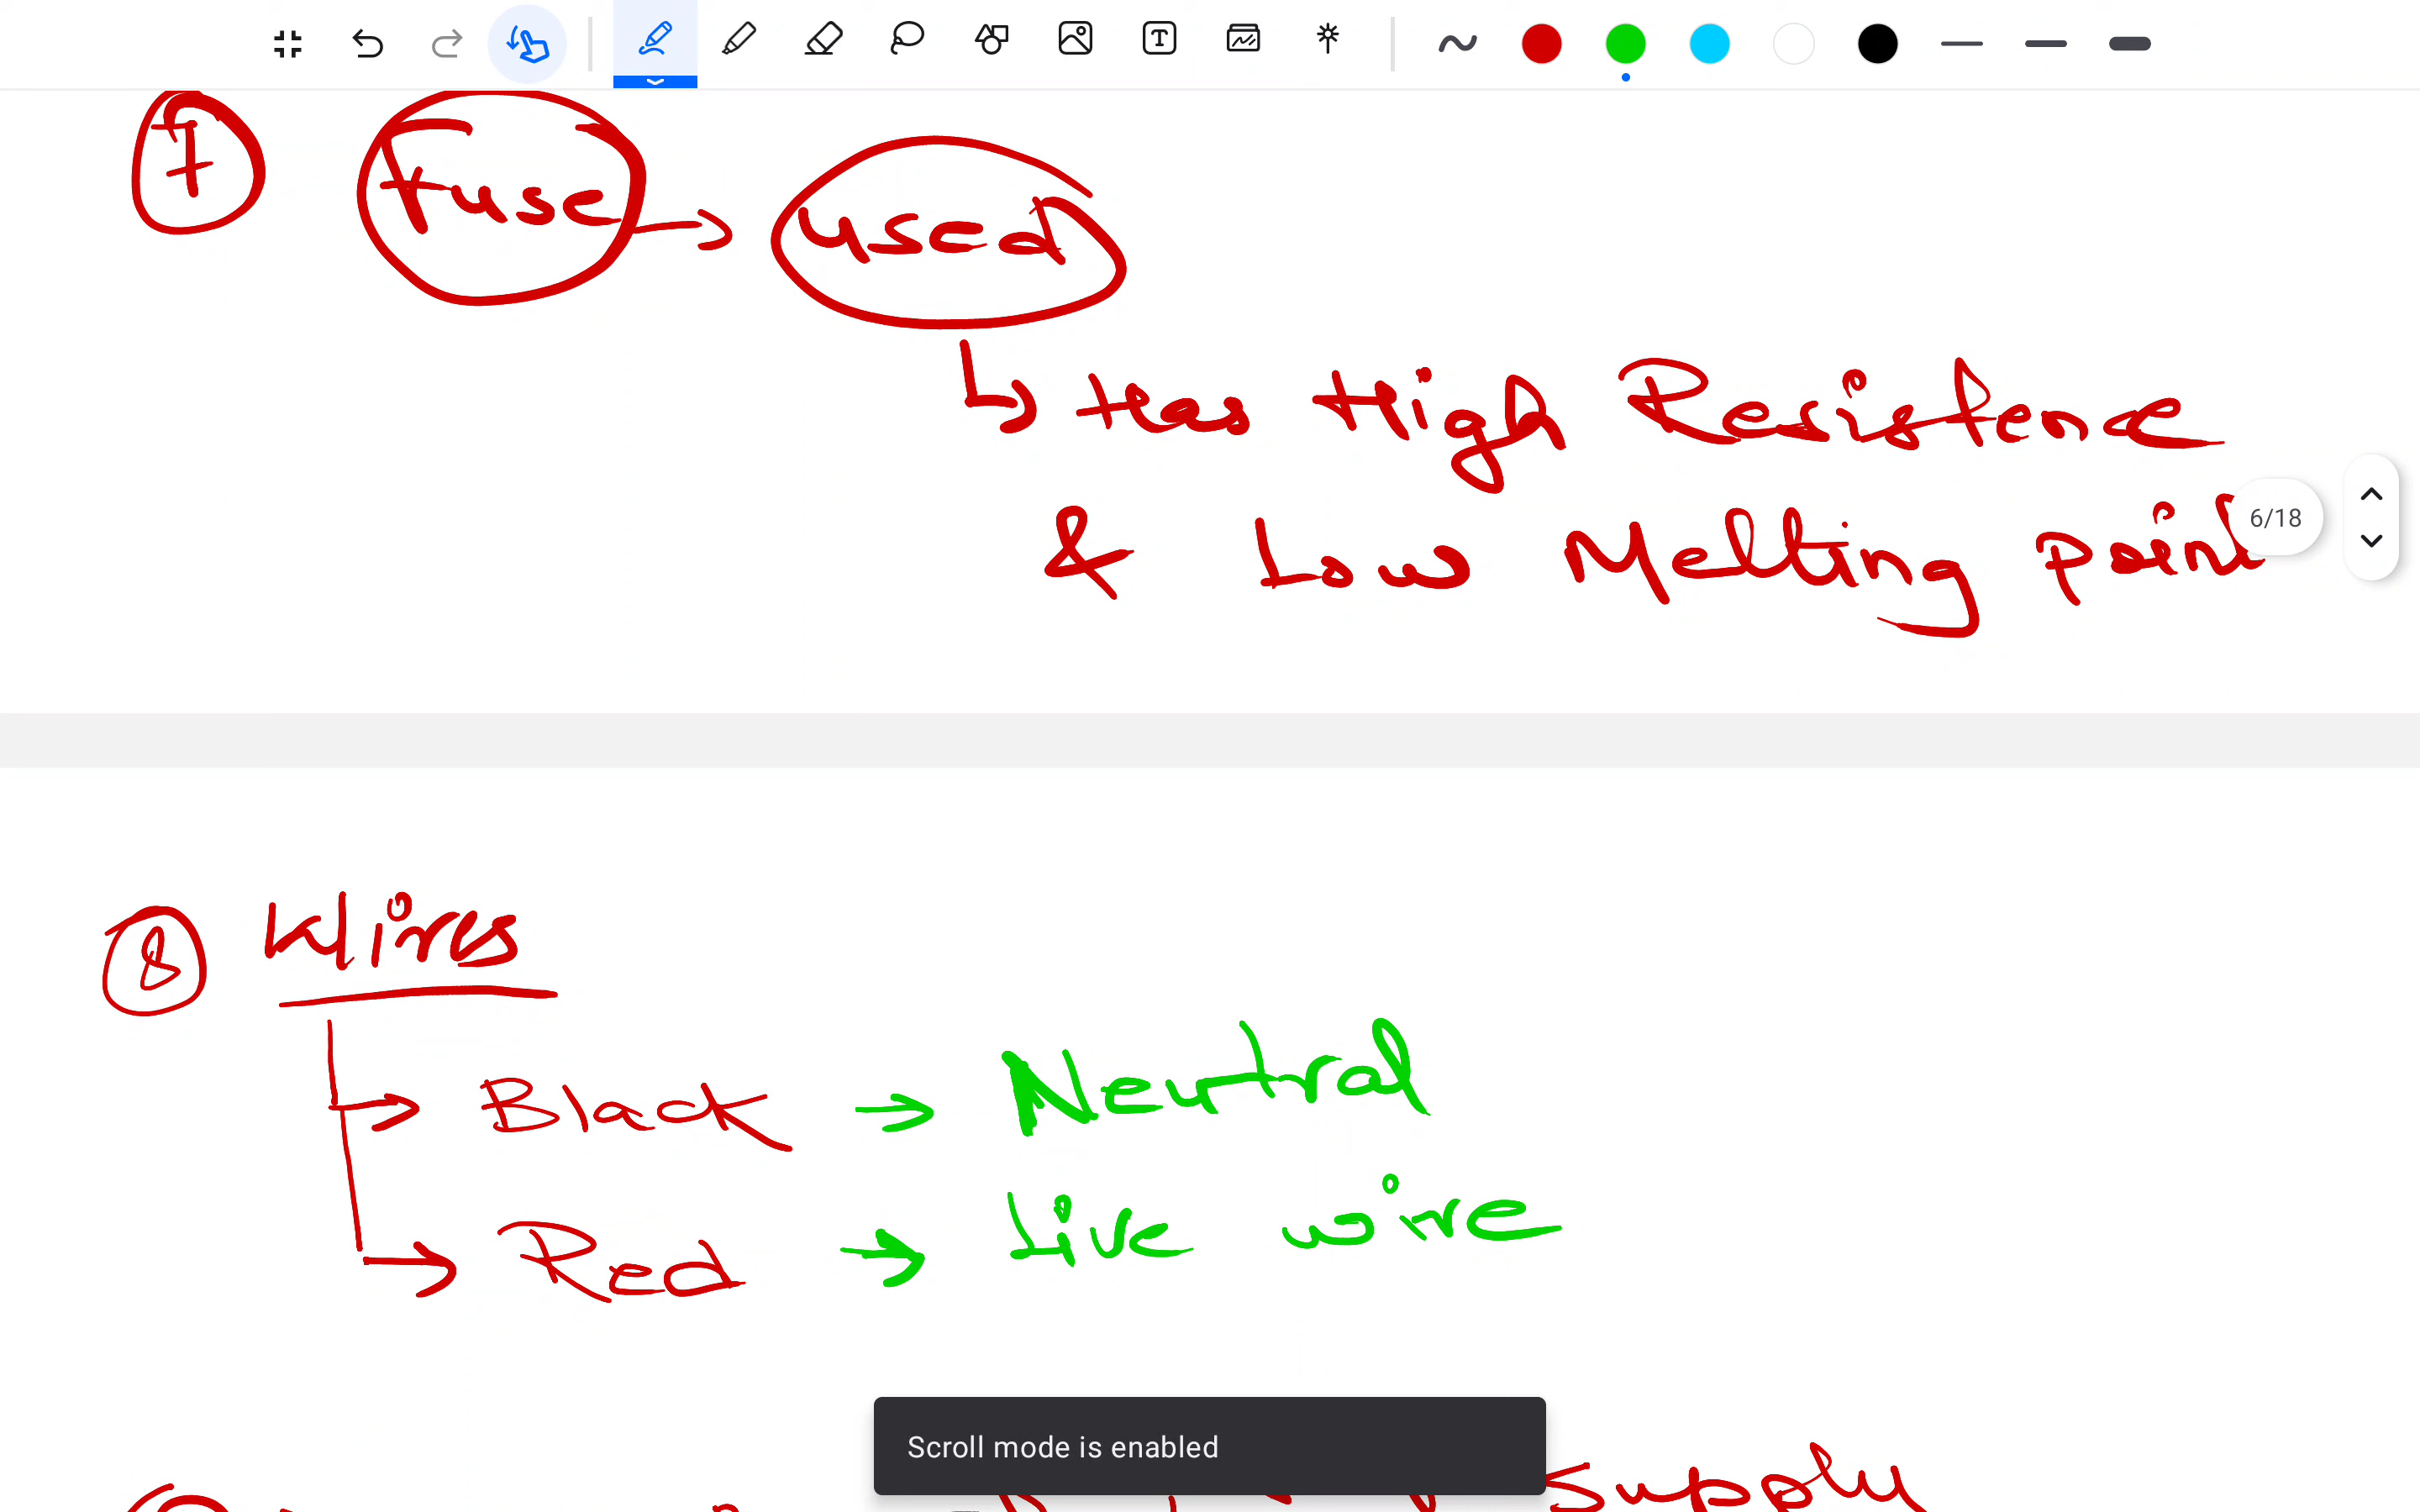 7 Fuse → used
↳ Has High Resistence
& Low Melting point
6/18
8 Wires
→ Black → Neutral
→ Red → Live wire
Scroll mode is enabled
Supply